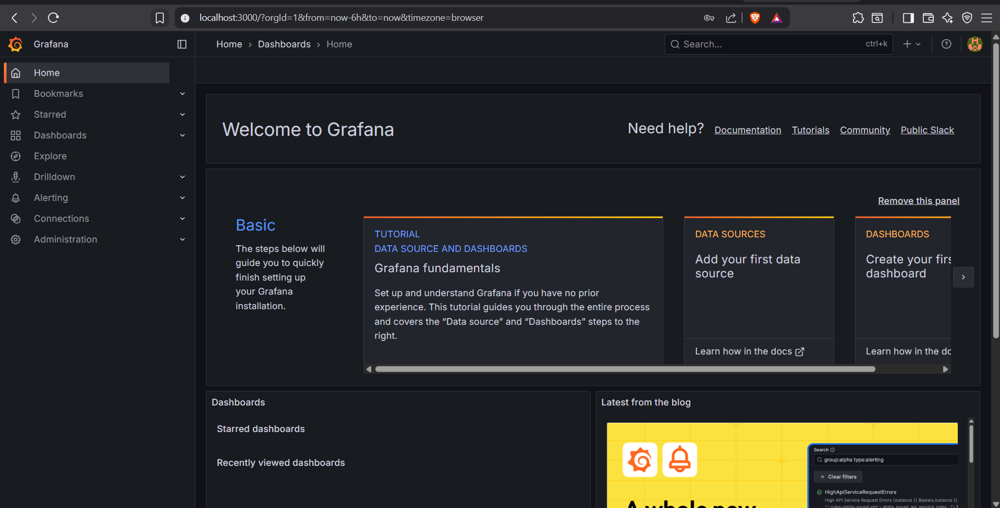 localhost:3000/?orgId=1&from=now-6h&to=now&timezone=browser
Grafana
Home › Dashboards › Home
Search...
ctrl+k
Home
Bookmarks
Starred
Dashboards
Explore
Drilldown
Alerting
Connections
Administration
Welcome to Grafana
Need help?
Documentation
Tutorials
Community
Public Slack
Remove this panel
Basic
The steps below will
guide you to quickly
finish setting up
your Grafana
installation.
TUTORIAL
DATA SOURCE AND DASHBOARDS
Grafana fundamentals
Set up and understand Grafana if you have no prior
experience. This tutorial guides you through the entire process
and covers the “Data source” and “Dashboards” steps to the
right.
DATA SOURCES
Add your first data
source
Learn how in the docs
DASHBOARDS
Create your firs
dashboard
Learn how in the do
Dashboards
Starred dashboards
Recently viewed dashboards
Latest from the blog
A whole new
Search
group:alpha type:alerting
Clear filters
HighApiServiceRequestErrors
High API Service Request Errors (instance {{ $labels.instance }}